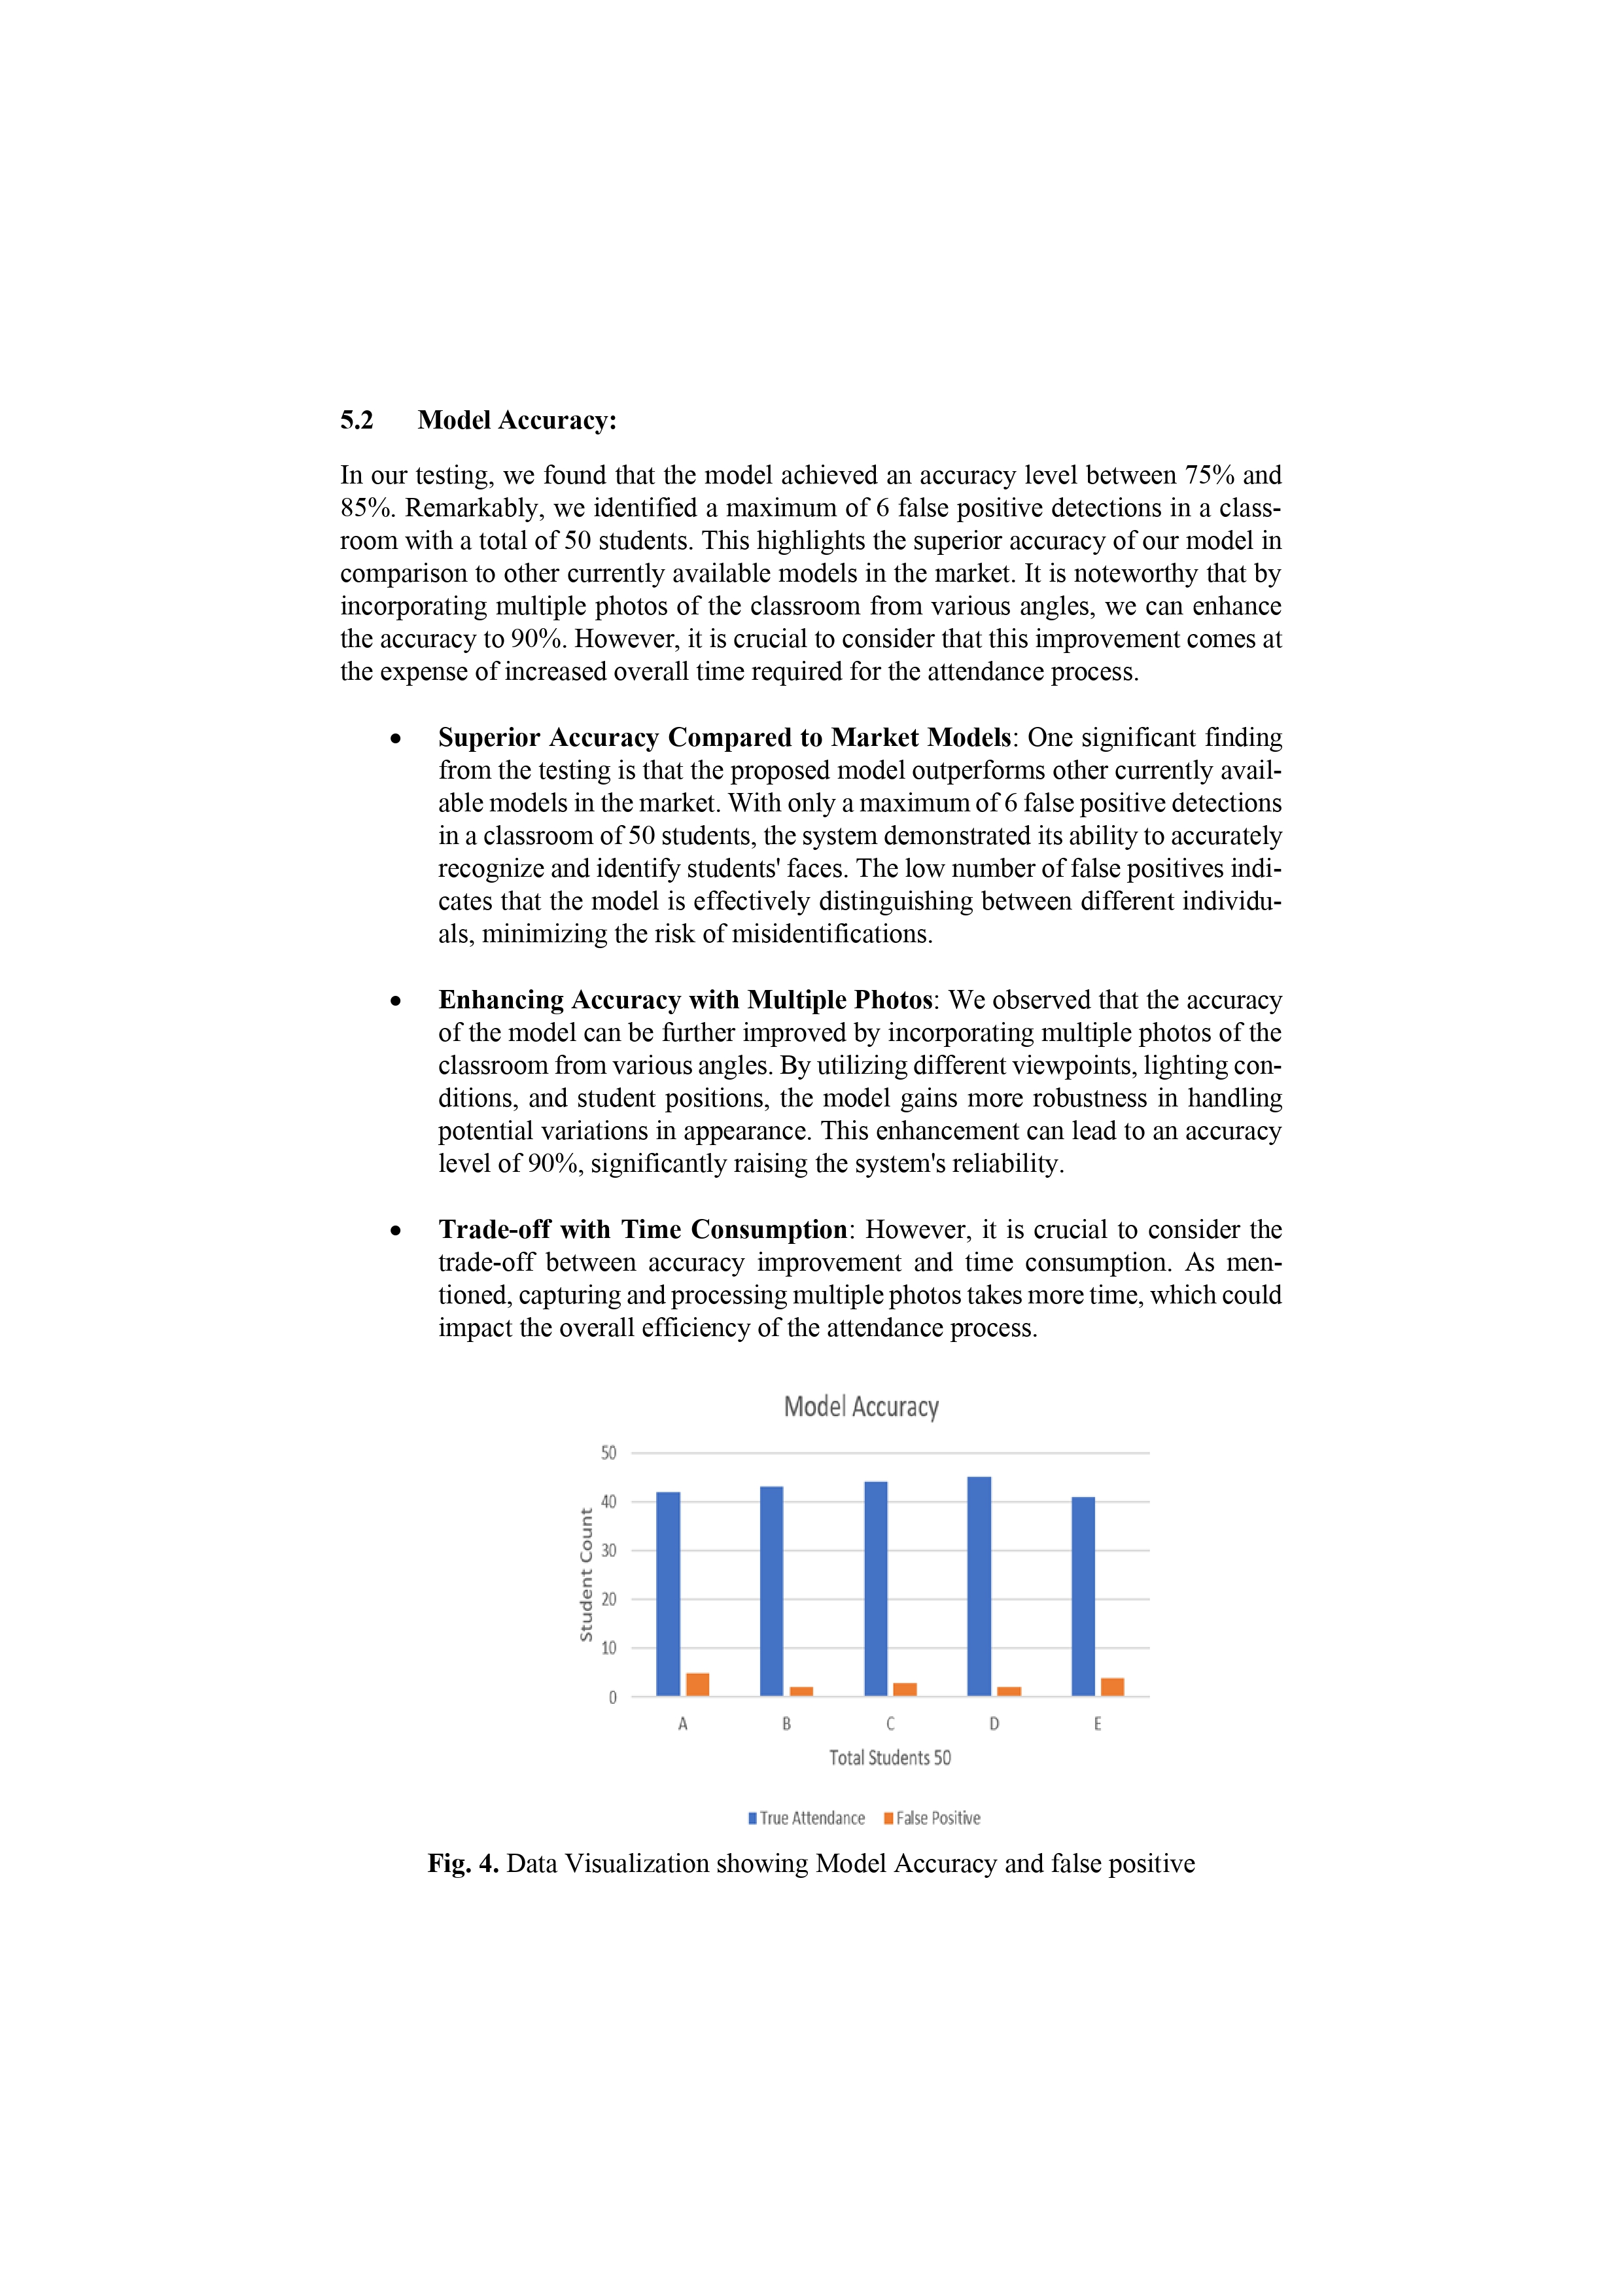 5.2 Model Accuracy:
In our testing, we found that the model achieved an accuracy level between 75% and
85%. Remarkably, we identified a maximum of 6 false positive detections in a class-
room with a total of 50 students. This highlights the superior accuracy of our model in
comparison to other currently available models in the market. It is noteworthy that by
incorporating multiple photos of the classroom from various angles, we can enhance
the accuracy to 90%. However, it is crucial to consider that this improvement comes at
the expense of increased overall time required for the attendance process.
• Superior Accuracy Compared to Market Models: One significant finding
from the testing is that the proposed model outperforms other currently avail-
able models in the market. With only a maximum of 6 false positive detections
in a classroom of 50 students, the system demonstrated its ability to accurately
recognize and identify students' faces. The low number of false positives indi-
cates that the model is effectively distinguishing between different individu-
als, minimizing the risk of misidentifications.
• Enhancing Accuracy with Multiple Photos: We observed that the accuracy
of the model can be further improved by incorporating multiple photos of the
classroom from various angles. By utilizing different viewpoints, lighting con-
ditions, and student positions, the model gains more robustness in handling
potential variations in appearance. This enhancement can lead to an accuracy
level of 90%, significantly raising the system's reliability.
• Trade-off with Time Consumption: However, it is crucial to consider the
trade-off between accuracy improvement and time consumption. As men-
tioned, capturing and processing multiple photos takes more time, which could
impact the overall efficiency of the attendance process.
Model Accuracy
Student Count
50
40
30
20
10
0
A B C D E
Total Students 50
True Attendance False Positive
Fig. 4. Data Visualization showing Model Accuracy and false positive